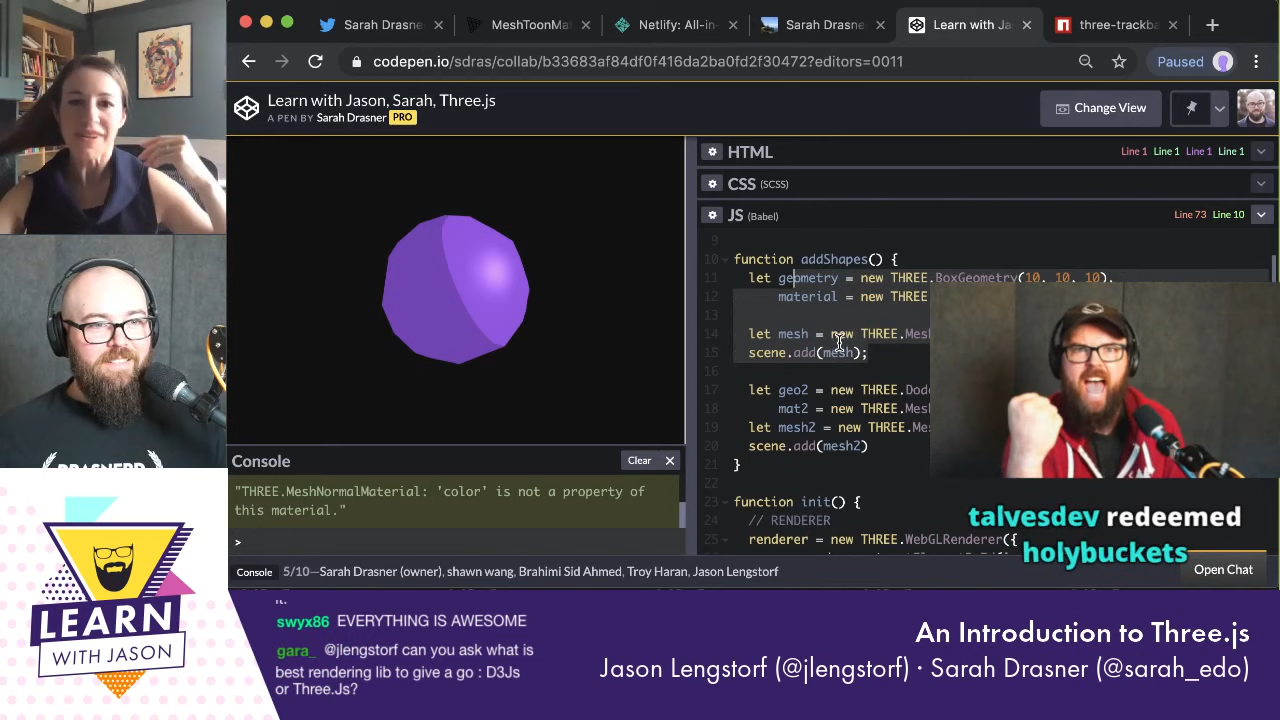 Sarah Drasne
MeshToonMa
Netlify: All-in-
Sarah Drasne
Learn with Ja
three-trackba
codepen.io/sdras/collab/b33683af84df0f416da2ba0fd2f30472?editors=0011
Paused
Learn with Jason, Sarah, Three.js
A PEN BY Sarah Drasner PRO
Change View
HTML
Line 1 Line 1 Line 1 Line 1
CSS (SCSS)
JS (Babel)
Line 73 Line 10
9
10 function addShapes() {
11 let geometry = new THREE.BoxGeometry(10, 10, 10),
12 material = new THREE
13
14 let mesh = new THREE.Mesh
15 scene.add(mesh);
16
17 let geo2 = new THREE.Dod
18 mat2 = new THREE.Mesh
19 let mesh2 = new THREE.Me
20 scene.add(mesh2)
21 }
22
23 function init() {
24 // RENDERER
25 renderer = new THREE.WebGLRenderer({
Console
Clear
"THREE.MeshNormalMaterial: 'color' is not a property of
this material."
>
Console 5/10—Sarah Drasner (owner), shawn wang, Brahimi Sid Ahmed, Troy Haran, Jason Lengstorf
Open Chat
talvesdev redeemed
holybuckets
DRASNERD
LEARN
WITH JASON
it.
swyx86 EVERYTHING IS AWESOME
gara_ @jlengstorf can you ask what is
best rendering lib to give a go : D3Js
or Three.Js?
An Introduction to Three.js
Jason Lengstorf (@jlengstorf) · Sarah Drasner (@sarah_edo)